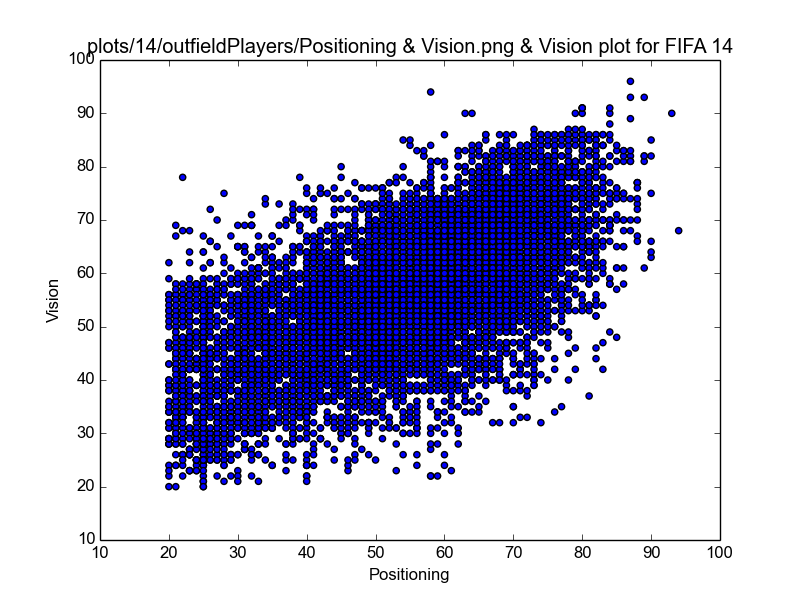 plots/14/outfieldPlayers/Positioning & Vision.png & Vision plot for FIFA 14
100
90
80
70
60
50
40
30
20
10
Vision
10 20 30 40 50 60 70 80 90 100
Positioning